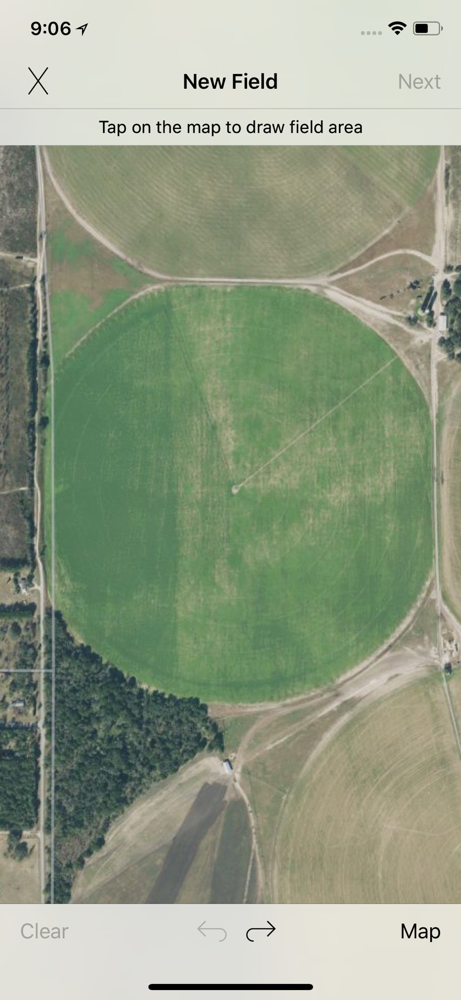 9:06
New Field
Next
Tap on the map to draw field area
Clear
Map